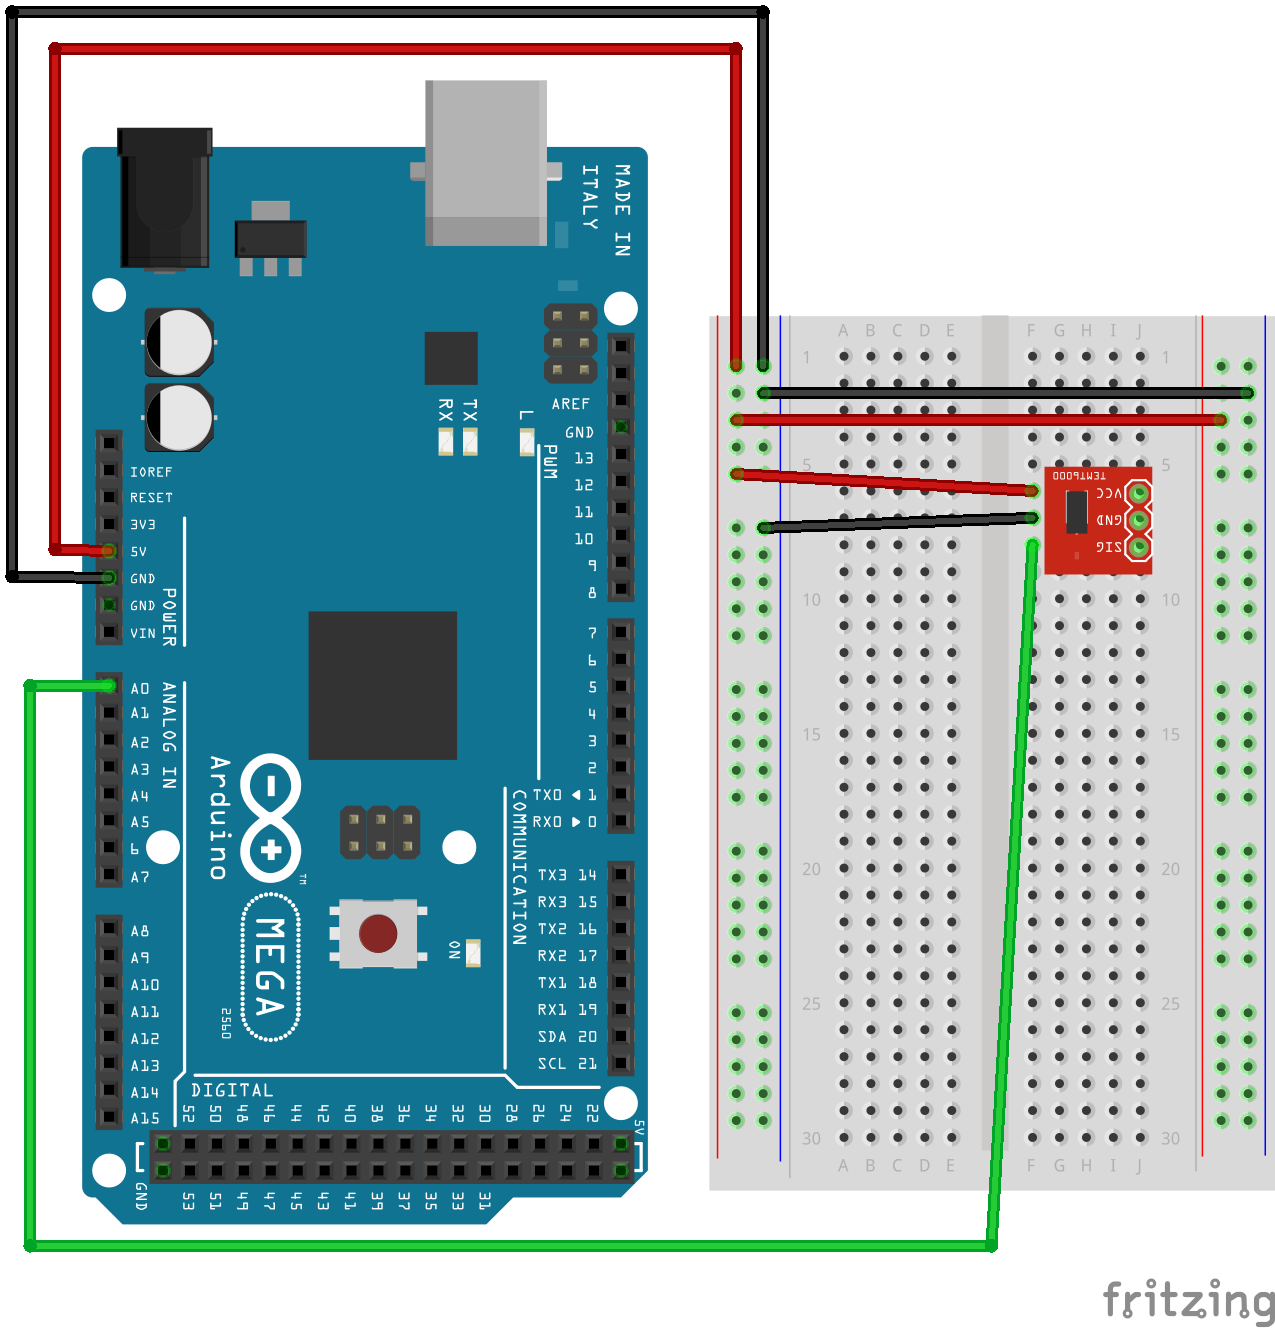 MADE IN
ITALY
AREF
GND
RX
TX
L
PWM
13
12
11
10
9
8
7
6
5
4
3
2
TX0 ◄ 1
RX0 ► 0
IOREF
RESET
3V3
5V
GND
GND
VIN
POWER
A0
A1
A2
A3
A4
A5
6
A7
ANALOG IN
A8
A9
A10
A11
A12
A13
A14
A15
Arduino
TM
MEGA
2560
ON
COMMUNICATION
TX3 14
RX3 15
TX2 16
RX2 17
TX1 18
RX1 19
SDA 20
SCL 21
DIGITAL
52 50 48 46 44 42 40 38 36 34 32 30 28 26 24 22
5V
GND
53 51 49 47 45 43 41 39 37 35 33 31
A B C D E F G H I J
1 1
5 5
10 10
15 15
20 20
25 25
30 30
A B C D E F G H I J
TEMT6000
VCC
GND
SIG
fritzing